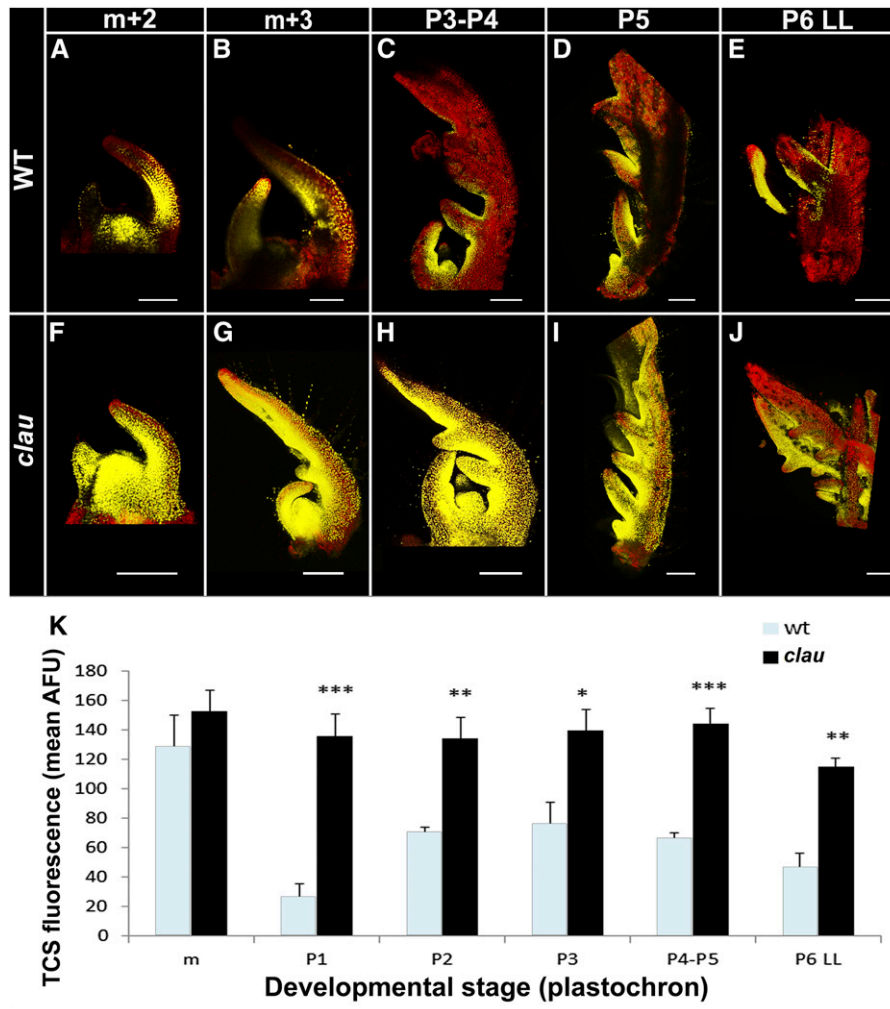 m+2 m+3 P3-P4 P5 P6 LL
WT
A B C D E
clau
F G H I J
K
wt
clau
TCS fluorescence (mean AFU)
180
160
140
120
100
80
60
40
20
0
*** ** * *** **
m P1 P2 P3 P4-P5 P6 LL
Developmental stage (plastochron)